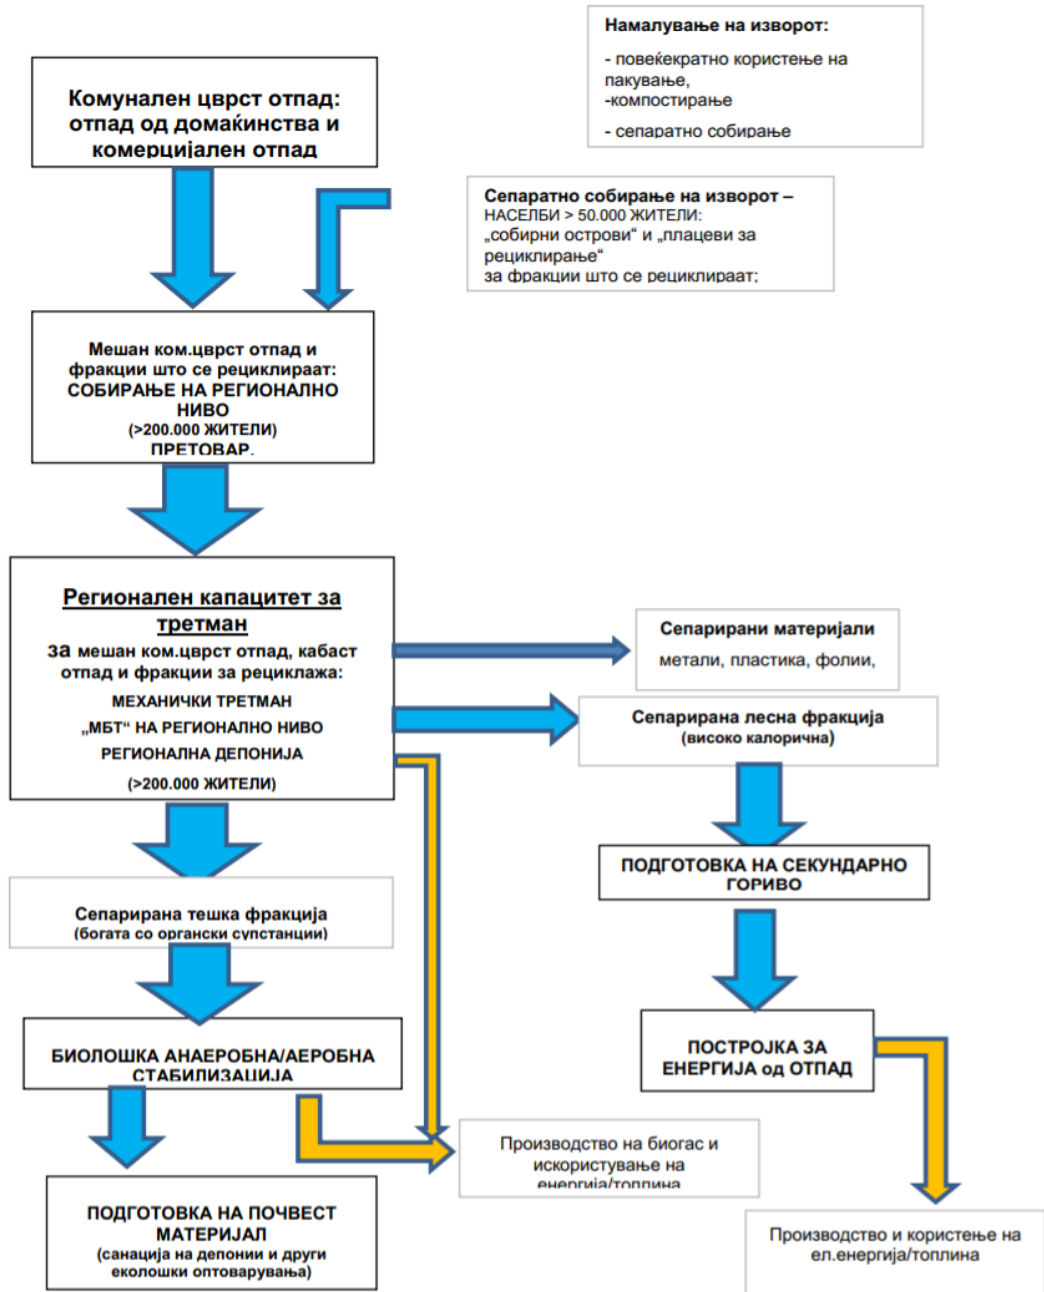 Намалување на изворот:
- повеќекратно користење на
пакување,
-компостирање
- сепаратно собирање
Комунален цврст отпад:
отпад од домаќинства и
комерцијален отпад
Сепаратно собирање на изворот –
НАСЕЛБИ > 50.000 ЖИТЕЛИ:
„собирни острови“ и „плацеви за
рециклирање“
за фракции што се рециклираат;
Мешан ком.цврст отпад и
фракции што се рециклираат:
СОБИРАЊЕ НА РЕГИОНАЛНО
НИВО
(>200.000 ЖИТЕЛИ)
ПРЕТОВАР.
Регионален капацитет за
третман
за мешан ком.цврст отпад, кабаст
отпад и фракции за рециклажа:
МЕХАНИЧКИ ТРЕТМАН
„МБТ“ НА РЕГИОНАЛНО НИВО
РЕГИОНАЛНА ДЕПОНИЈА
(>200.000 ЖИТЕЛИ)
Сепарирани материјали
метали, пластика, фолии,
Сепарирана лесна фракција
(високо калорична)
ПОДГОТОВКА НА СЕКУНДАРНО
ГОРИВО
Сепарирана тешка фракција
(богата со органски супстанции)
БИОЛОШКА АНАЕРОБНА/АЕРОБНА
СТАБИЛИЗАЦИЈА
ПОСТРОЈКА ЗА
ЕНЕРГИЈА од ОТПАД
Производство на биогас и
искористување на
енергија/топлина
ПОДГОТОВКА НА ПОЧВЕСТ
МАТЕРИЈАЛ
(санација на депонии и други
еколошки оптоварувања)
Производство и користење на
ел.енергија/топлина